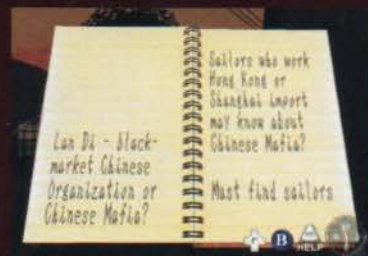 Lan Di - black-
market Chinese
Organization or
Chinese Mafia?
Sailors who work
Hong Kong or
Shanghai import
may know about
Chinese Mafia?
Must find sailors
B
HELP